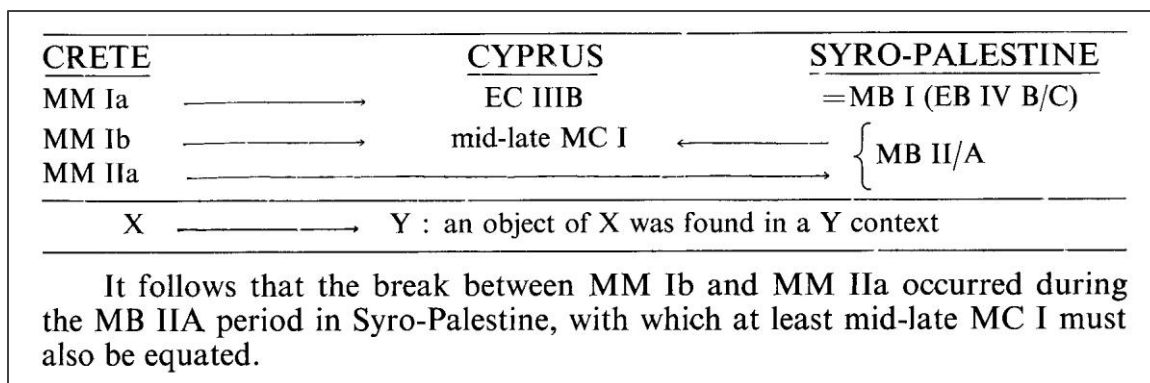 CRETE CYPRUS SYRO-PALESTINE
MM Ia → EC IIIB =MB I (EB IV B/C)
MM Ib → mid-late MC I ← { MB II/A
MM IIa →
X → Y : an object of X was found in a Y context
It follows that the break between MM Ib and MM IIa occurred during
the MB IIA period in Syro-Palestine, with which at least mid-late MC I must
also be equated.